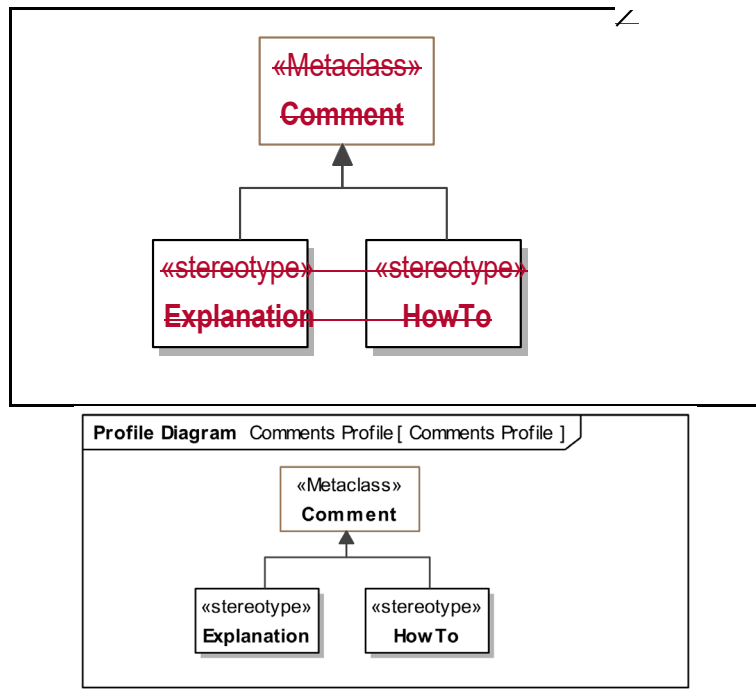 «Metaclass»
Comment
«stereotype» «stereotype»
Explanation HowTo
Profile Diagram Comments Profile [ Comments Profile ]
«Metaclass»
Comment
«stereotype» «stereotype»
Explanation HowTo